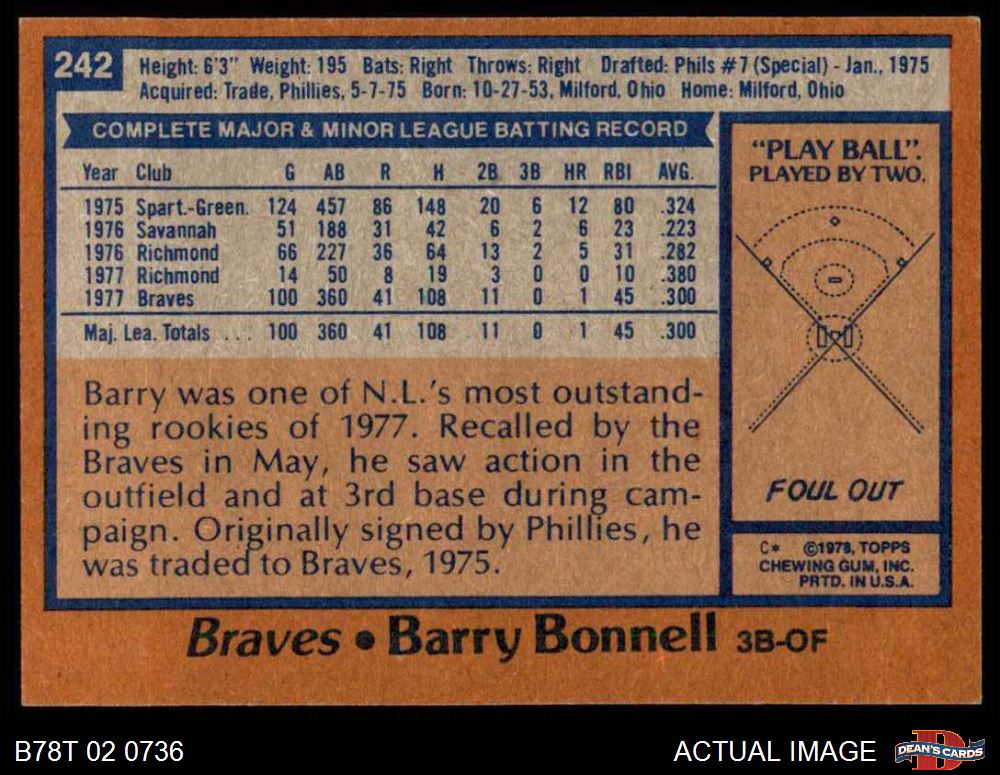 242
Height: 6'3" Weight: 195 Bats: Right Throws: Right Drafted: Phils #7 (Special) - Jan., 1975
Acquired: Trade, Phillies, 5-7-75 Born: 10-27-53, Milford, Ohio Home: Milford, Ohio
COMPLETE MAJOR & MINOR LEAGUE BATTING RECORD
Year Club G AB R H 2B 3B HR RBI AVG.
1975 Spart.-Green. 124 457 86 148 20 6 12 80 .324
1976 Savannah 51 188 31 42 6 2 6 23 .223
1976 Richmond 66 227 36 64 13 2 5 31 .282
1977 Richmond 14 50 8 19 3 0 0 10 .380
1977 Braves 100 360 41 108 11 0 1 45 .300
Maj. Lea. Totals ... 100 360 41 108 11 0 1 45 .300
Barry was one of N.L.'s most outstand-
ing rookies of 1977. Recalled by the
Braves in May, he saw action in the
outfield and at 3rd base during cam-
paign. Originally signed by Phillies, he
was traded to Braves, 1975.
"PLAY BALL".
PLAYED BY TWO.
FOUL OUT
C* ©1978, TOPPS
CHEWING GUM, INC.
PRTD. IN U.S.A.
Braves • Barry Bonnell 3B-OF
B78T 02 0736
ACTUAL IMAGE
D
DEAN'S CARDS